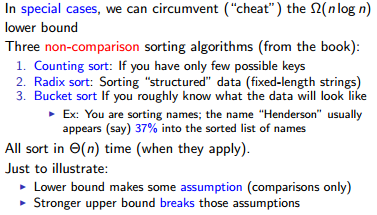 In special cases, we can circumvent (“cheat”) the Ω(n log n)
lower bound
Three non-comparison sorting algorithms (from the book):
1. Counting sort: If you have only few possible keys
2. Radix sort: Sorting “structured” data (fixed-length strings)
3. Bucket sort If you roughly know what the data will look like
▶ Ex: You are sorting names; the name “Henderson” usually
appears (say) 37% into the sorted list of names
All sort in Θ(n) time (when they apply).
Just to illustrate:
▶ Lower bound makes some assumption (comparisons only)
▶ Stronger upper bound breaks those assumptions